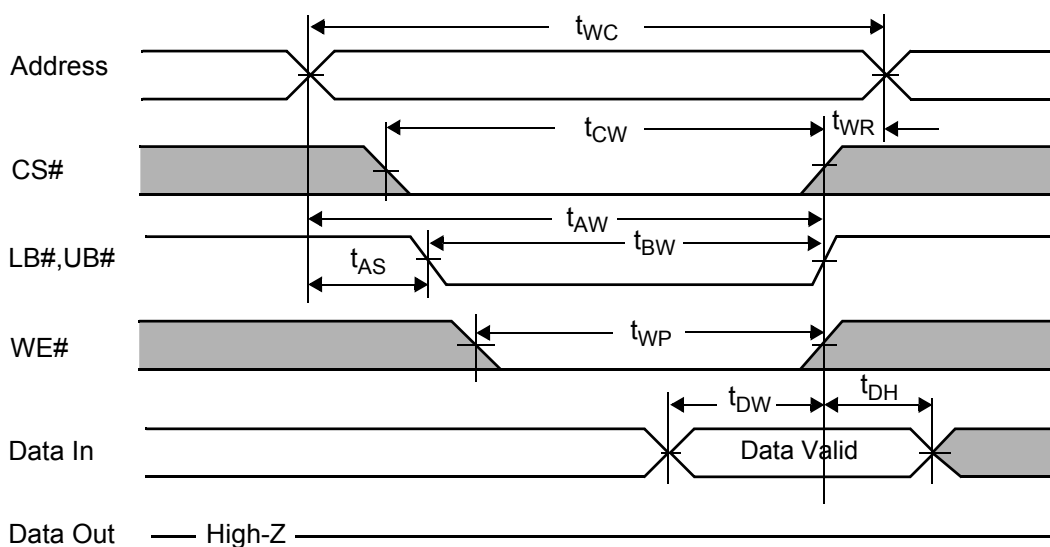 tWC
Address
tCW
tWR
CS#
tAW
tBW
LB#,UB#
tAS
WE#
tWP
tDW
tDH
Data In
Data Valid
Data Out
High-Z